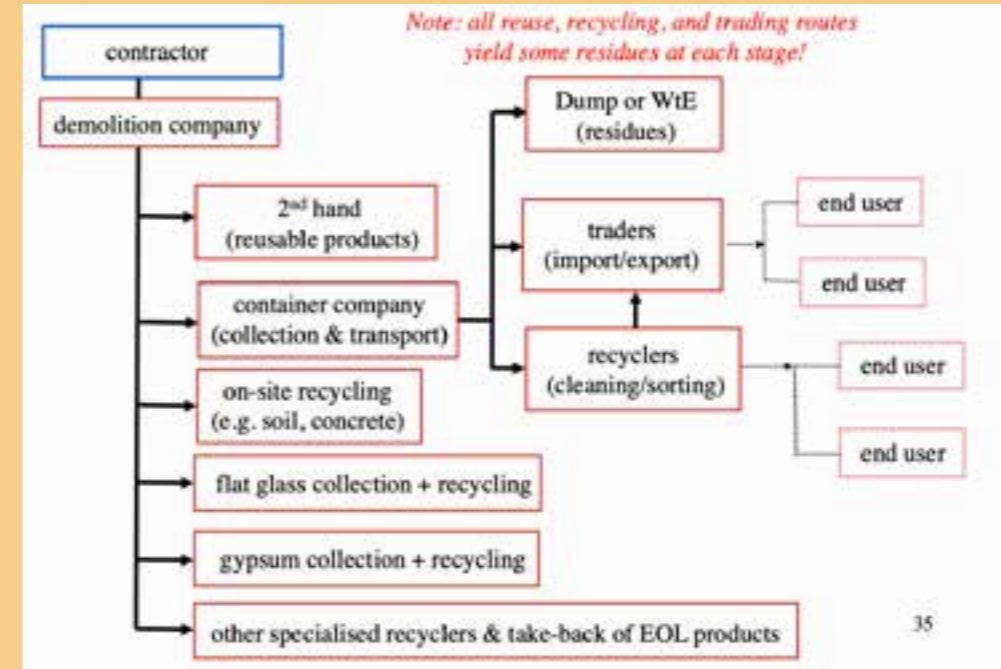 Note: all reuse, recycling, and trading routes
yield some residues at each stage!
contractor
demolition company
2nd hand
(reusable products)
container company
(collection & transport)
on-site recycling
(e.g. soil, concrete)
flat glass collection + recycling
gypsum collection + recycling
other specialised recyclers & take-back of EOL products
Dump or WtE
(residues)
traders
(import/export)
recyclers
(cleaning/sorting)
end user
end user
end user
end user
35